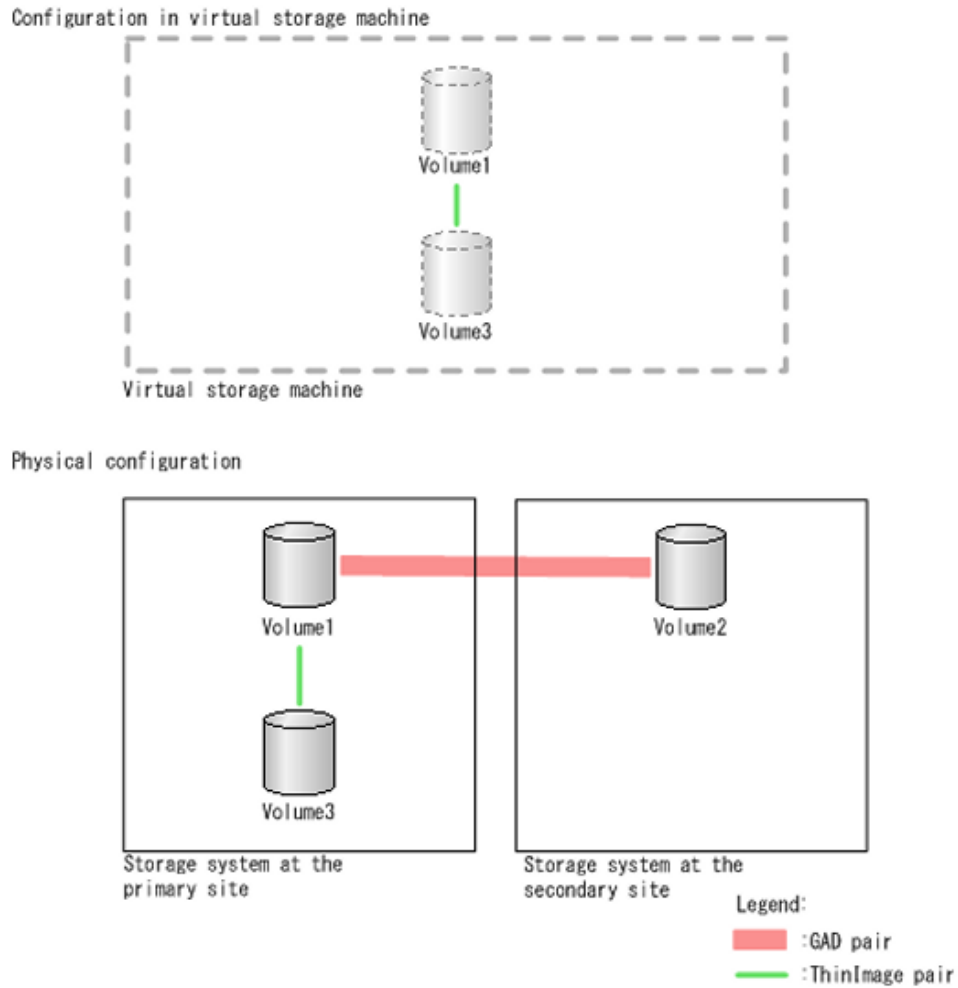 Configuration in virtual storage machine
Volume1
Volume3
Virtual storage machine
Physical configuration
Volume1
Volume2
Volume3
Storage system at the
primary site
Storage system at the
secondary site
Legend:
:GAD pair
:ThinImage pair